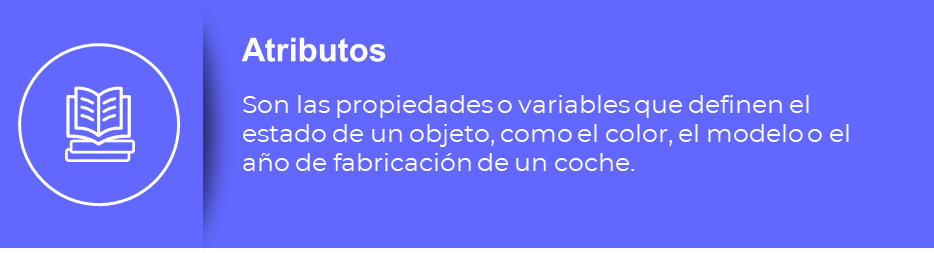 Atributos
Son las propiedades o variables que definen el
estado de un objeto, como el color, el modelo o el
año de fabricación de un coche.